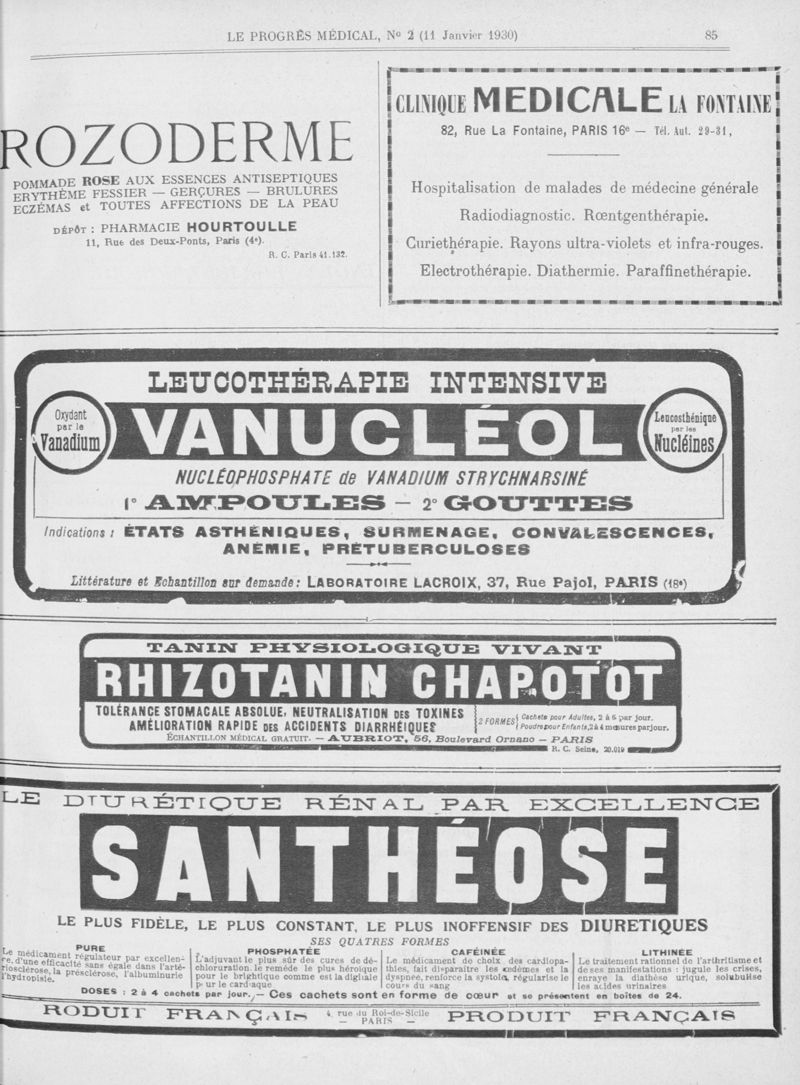 LE PROGRÈS MÉDICAL, Nº 2 (11 Janvier 1930)
85
ROZODERME
POMMADE ROSE AUX ESSENCES ANTISEPTIQUES
ERYTHÈME FESSIER — GERÇURES — BRULURES
ECZÉMAS et TOUTES AFFECTIONS DE LA PEAU
DÉPÔT : PHARMACIE HOURTOULLE
11, Rue des Deux-Ponts, Paris (4e).
R. C. Paris 41.132.
CLINIQUE MEDICALE LA FONTAINE
82, Rue La Fontaine, PARIS 16e — Tél. Aut. 29-31,
Hospitalisation de malades de médecine générale
Radiodiagnostic. Rœntgenthérapie.
Curiethérapie. Rayons ultra-violets et infra-rouges.
Electrothérapie. Diathermie. Paraffinethérapie.
LEUCOTHÉRAPIE INTENSIVE
Oxydant
par le
Vanadium
VANUCLÉOL
Leucosthénique
par les
Nucléines
NUCLÉOPHOSPHATE de VANADIUM STRYCHNARSINÉ
1º AMPOULES — 2º GOUTTES
Indications : ÉTATS ASTHÉNIQUES, SURMENAGE, CONVALESCENCES,
ANÉMIE, PRÉTUBERCULOSES
Littérature et Echantillon sur demande : LABORATOIRE LACROIX, 37, Rue Pajol, PARIS (18e)
TANIN PHYSIOLOGIQUE VIVANT
RHIZOTANIN CHAPOTOT
TOLÉRANCE STOMACALE ABSOLUE, NEUTRALISATION DES TOXINES
AMÉLIORATION RAPIDE DES ACCIDENTS DIARRHÉIQUES
2 FORMES
Cachets pour Adultes, 2 à 6 par jour.
Poudre pour Enfants, 2 à 4 mesures par jour.
ÉCHANTILLON MÉDICAL GRATUIT. — AUBRIOT, 56, Boulevard Ornano — PARIS
R. C. Seine, 20.019
LE DIURÉTIQUE RÉNAL PAR EXCELLENCE
SANTHÉOSE
LE PLUS FIDÈLE, LE PLUS CONSTANT, LE PLUS INOFFENSIF DES DIURETIQUES
SES QUATRE FORMES
PURE
Le médicament régulateur par excellen-
ce, d'une efficacité sans égale dans l'arté-
riosclérose, la présclérose, l'albuminurie
l'hydropisie.
PHOSPHATÉE
L'adjuvant le plus sûr des cures de dé-
chloruration. le remède le plus héroïque
pour le brightique comme est la digitale
pour le cardiaque
CAFÉINÉE
Le médicament de choix des cardiopa-
thies, fait disparaître les œdèmes et la
dyspnée, renforce la systole, régularise le
cours du sang
LITHINÉE
Le traitement rationnel de l'arthritisme et
de ses manifestations : jugule les crises,
enraye la diathèse urique, solubulise
les acides urinaires
DOSES : 2 à 4 cachets par jour. — Ces cachets sont en forme de cœur et se présentent en boîtes de 24.
RODUIT FRANÇAIS
4, rue du Roi-de-Sicile
— PARIS —
PRODUIT FRANÇAIS